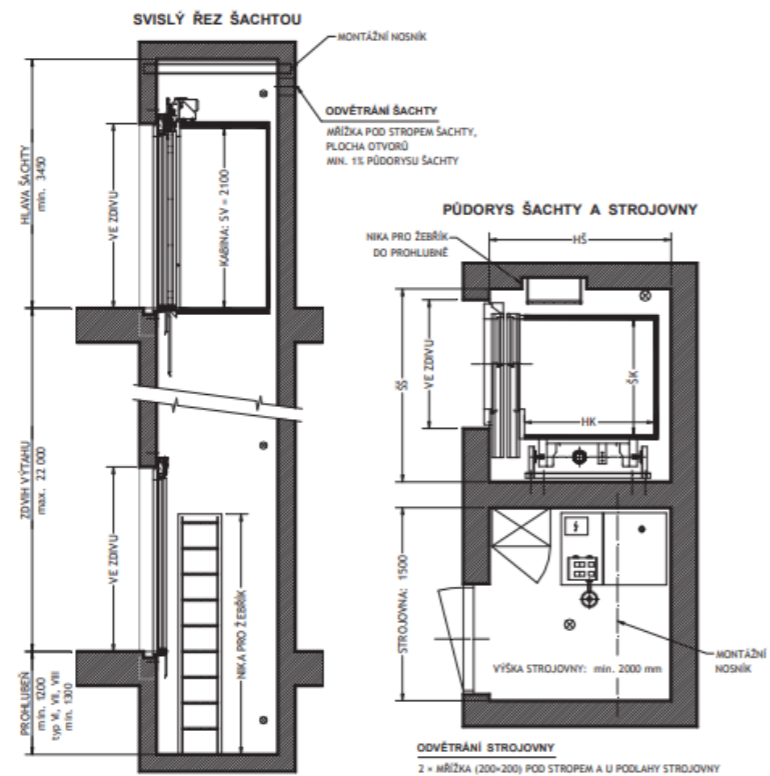 SVISLÝ ŘEZ ŠACHTOU
MONTÁŽNÍ NOSNÍK
ODVĚTRÁNÍ ŠACHTY
MŘÍŽKA POD STROPEM ŠACHTY,
PLOCHA OTVORŮ
MIN. 1% PŮDORYSU ŠACHTY
HLAVA ŠACHTY
min. 3450
VE ZDIVU
KABINA: SV = 2100
ZDVIH VÝTAHU
max. 22 000
VE ZDIVU
NIKA PRO ŽEBŘÍK
PROHLUBEŇ
min. 1200
typ VI, VII, VIII
min. 1300
PŮDORYS ŠACHTY A STROJOVNY
NIKA PRO ŽEBŘÍK
DO PROHLUBNĚ
HŠ
ŠŠ
VE ZDIVU
ŠK
HK
STROJOVNA: 1500
VÝŠKA STROJOVNY: min. 2000 mm
MONTÁŽNÍ
NOSNÍK
ODVĚTRÁNÍ STROJOVNY
2 × MŘÍŽKA (200×200) POD STROPEM A U PODLAHY STROJOVNY